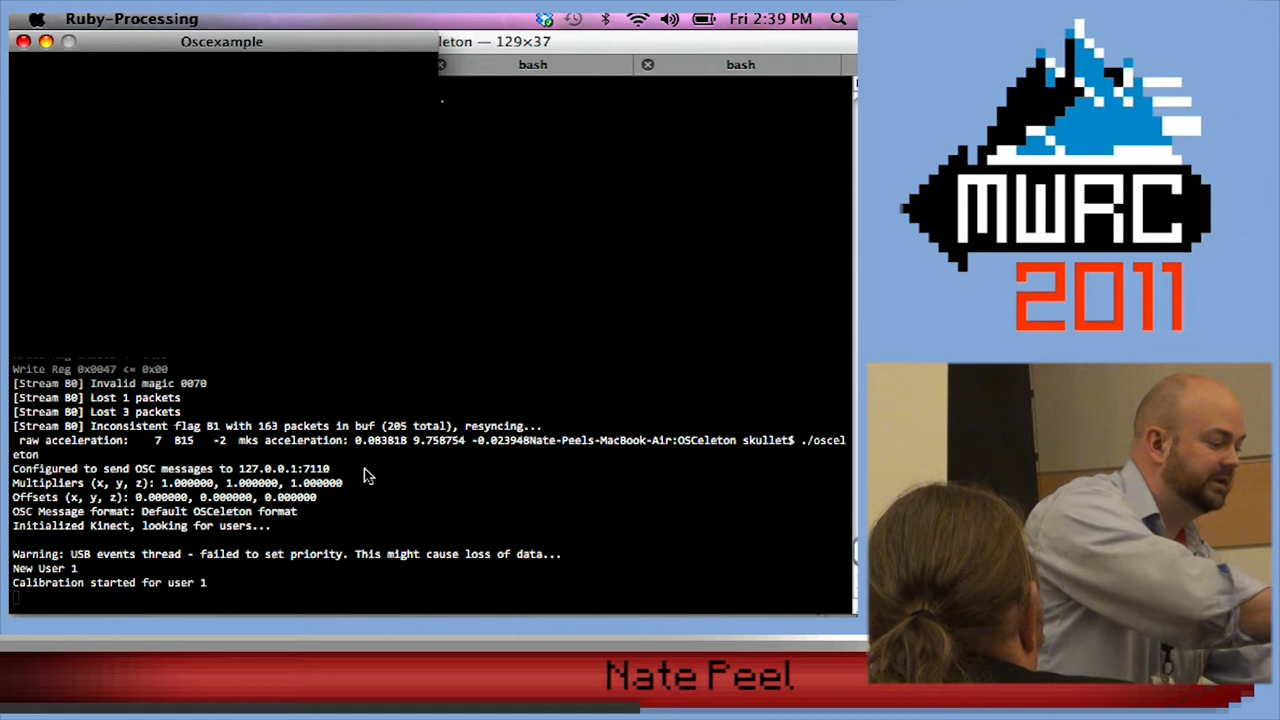 Ruby-Processing
Fri 2:39 PM
Oscexample
leton — 129×37
bash
bash
Write Reg 0x0047 <= 0x00
[Stream B0] Invalid magic 0070
[Stream B0] Lost 1 packets
[Stream B0] Lost 3 packets
[Stream B0] Inconsistent flag B1 with 163 packets in buf (205 total), resyncing...
raw acceleration: 7 815 -2 mks acceleration: 0.083818 9.758754 -0.023948Nate-Peels-MacBook-Air:OSCeleton skullet$ ./oscel
eton
Configured to send OSC messages to 127.0.0.1:7110
Multipliers (x, y, z): 1.000000, 1.000000, 1.000000
Offsets (x, y, z): 0.000000, 0.000000, 0.000000
OSC Message format: Default OSCeleton format
Initialized Kinect, looking for users...
Warning: USB events thread - failed to set priority. This might cause loss of data...
New User 1
Calibration started for user 1
MWRC
2011
Nate Peel